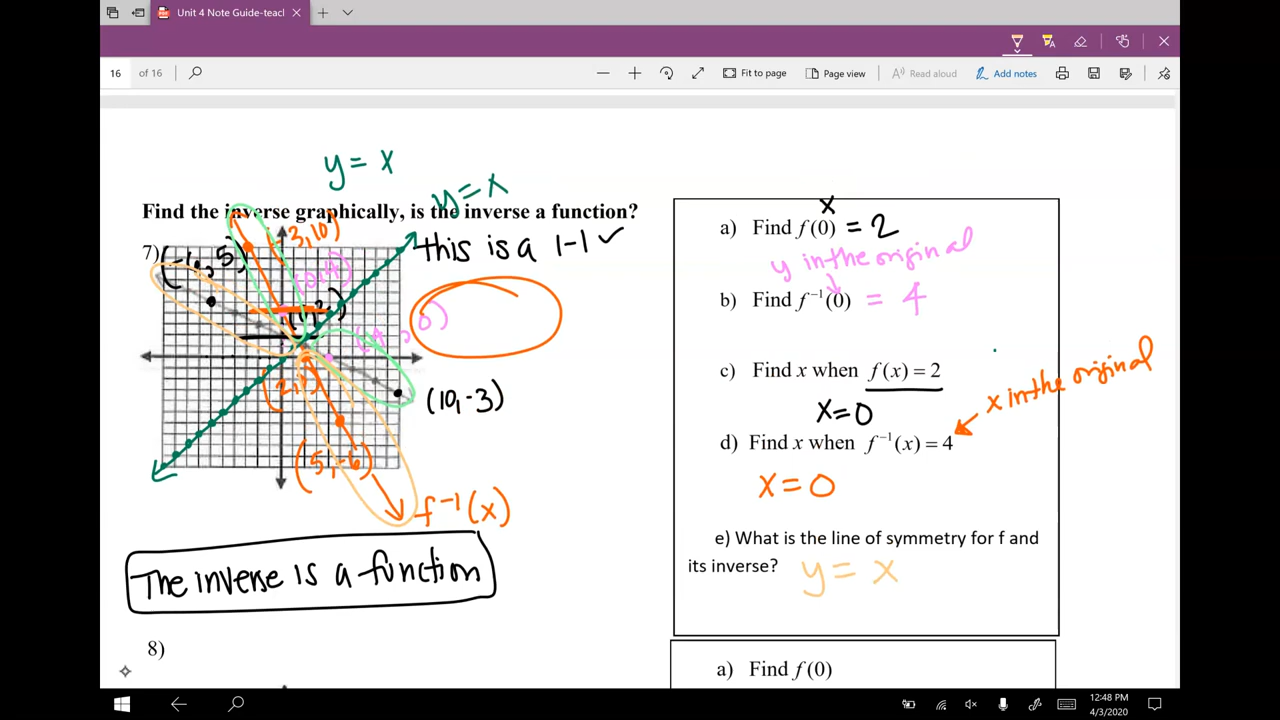 Unit 4 Note Guide-teacl
16 of 16
Fit to page
Page view
Read aloud
Add notes
y = x
y = x
Find the inverse graphically, is the inverse a function?
7)
this is a 1-1 ✓
3, 10)
5)
(10, -3)
(5, -6)
f⁻¹(x)
The inverse is a function
8)
x
a) Find f(0) = 2
y in the original
b) Find f⁻¹(0) = 4
c) Find x when f(x) = 2
x = 0
x in the original
d) Find x when f⁻¹(x) = 4
x = 0
e) What is the line of symmetry for f and
its inverse? y = x
a) Find f(0)
12:48 PM
4/3/2020